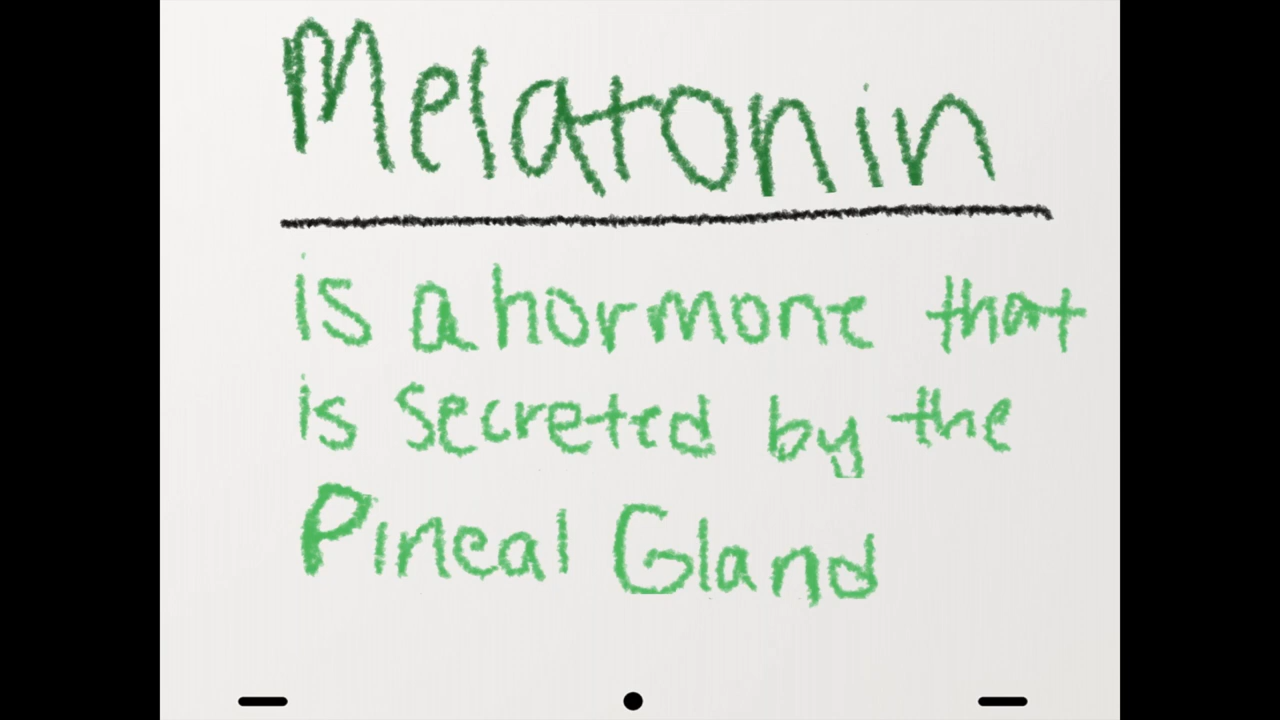 Melatonin
is a hormone that
is secreted by the
Pineal Gland